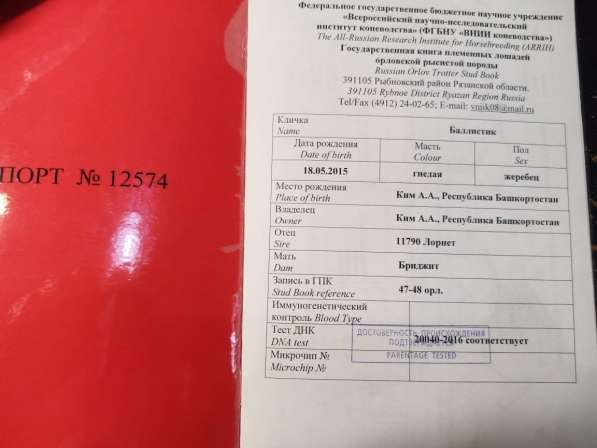 ПОРТ № 12574
Федеральное государственное бюджетное научное учреждение
«Всероссийский научно-исследовательский
институт коневодства» (ФГБНУ «ВНИИ коневодства»)
The All-Russian Research Institute for Horsebreeding (ARRIH)
Государственная книга племенных лошадей
орловской рысистой породы
Russian Orlov Trotter Stud Book
391105 Рыбновский район Рязанской области.
391105 Rybnoe District Ryazan Region Russia
Tel/Fax (4912) 24-02-65; E-mail: vniik08@mail.ru
Кличка
Name
Баллистик
Дата рождения
Date of birth
Масть
Colour
Пол
Sex
18.05.2015
гнедая
жеребец
Место рождения
Place of birth
Ким А.А., Республика Башкортостан
Владелец
Owner
Ким А.А., Республика Башкортостан
Отец
Sire
11790 Лорнет
Мать
Dam
Бриджит
Запись в ГПК
Stud Book reference
47-48 орл.
Иммуногенетический
контроль Blood Type
Тест ДНК
DNA test
ДОСТОВЕРНОСТЬ ПРОИСХОЖДЕНИЯ
ПОДТВЕРЖДАЕТСЯ
20040-2016 соответствует
PARENTAGE TESTED
Микрочип №
Microchip №